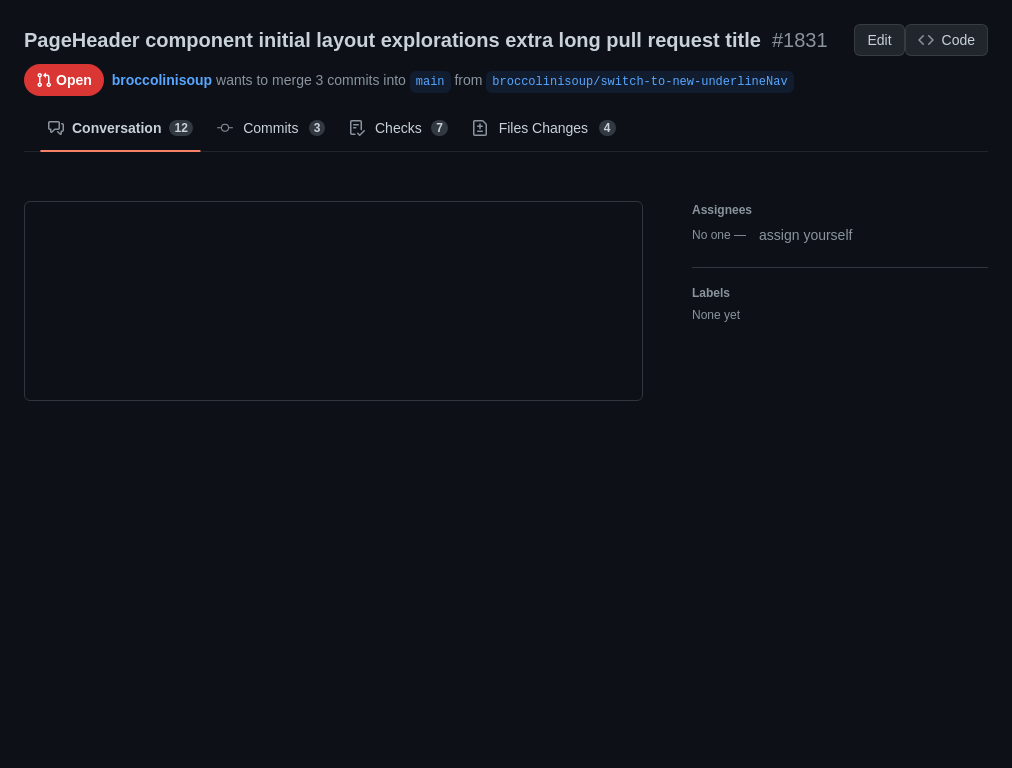 PageHeader component initial layout explorations extra long pull request title #1831
Edit
Code
Open broccolinisoup wants to merge 3 commits into main from broccolinisoup/switch-to-new-underlineNav
Conversation 12 Commits 3 Checks 7 Files Changes 4
Assignees
No one — assign yourself
Labels
None yet